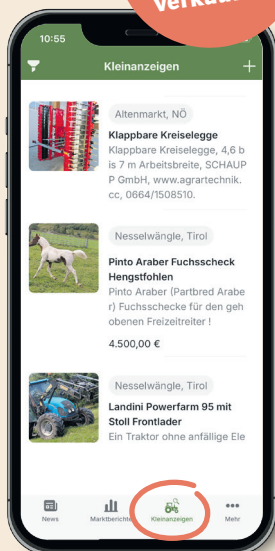 verkau
10:55
Kleinanzeigen
Altenmarkt, NÖ
Klappbare Kreiselegge
Klappbare Kreiselegge, 4,6 b
is 7 m Arbeitsbreite, SCHAUP
P GmbH, www.agrartechnik.
cc, 0664/1508510.
Nesselwängle, Tirol
Pinto Araber Fuchsscheck
Hengstfohlen
Pinto Araber (Partbred Arabe
r) Fuchsschecke für den geh
obenen Freizeitreiter !
4.500,00 €
Nesselwängle, Tirol
Landini Powerfarm 95 mit
Stoll Frontlader
Ein Traktor ohne anfällige Ele
News Marktberichte Kleinanzeigen Mehr